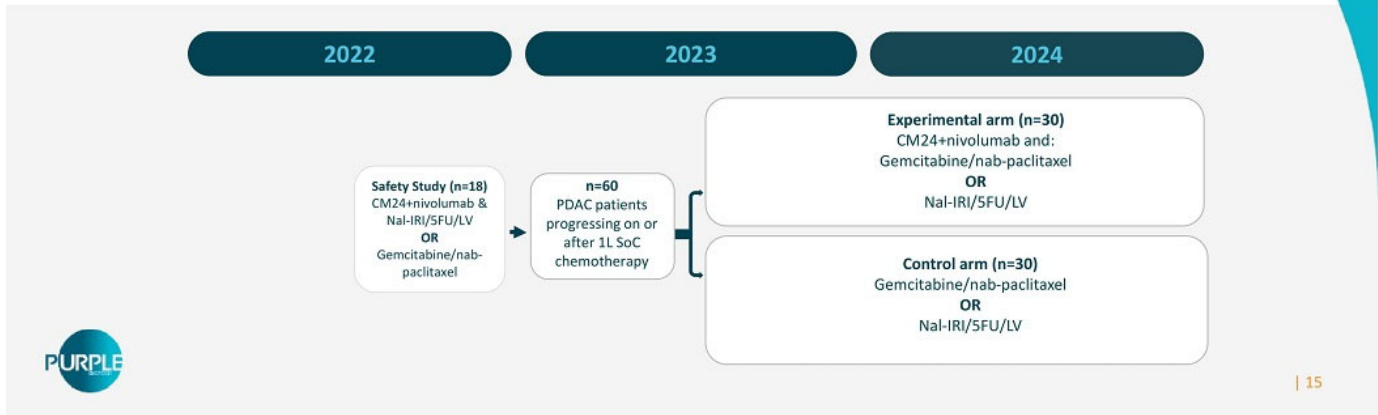 2022
2023
2024
Safety Study (n=18)
CM24+nivolumab &
Nal-IRI/5FU/LV
OR
Gemcitabine/nab-
paclitaxel
n=60
PDAC patients
progressing on or
after 1L SoC
chemotherapy
Experimental arm (n=30)
CM24+nivolumab and:
Gemcitabine/nab-paclitaxel
OR
Nal-IRI/5FU/LV
Control arm (n=30)
Gemcitabine/nab-paclitaxel
OR
Nal-IRI/5FU/LV
PURPLE
| 15